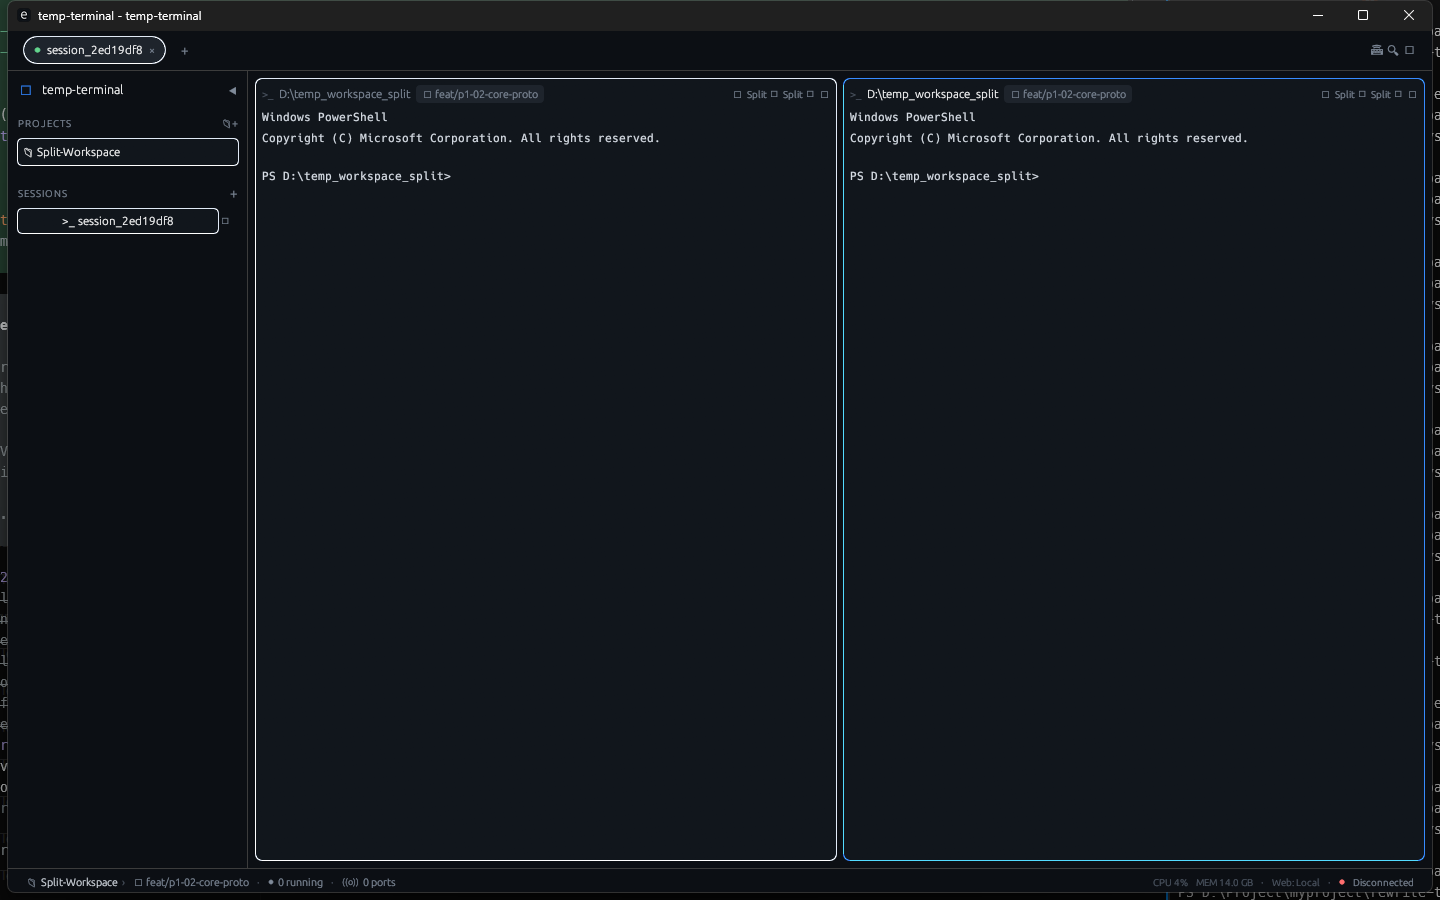 temp-terminal - temp-terminal
session_2ed19df8 × +
temp-terminal
PROJECTS
Split-Workspace
SESSIONS +
>_ session_2ed19df8
>_ D:\temp_workspace_split feat/p1-02-core-proto Split Split
Windows PowerShell
Copyright (C) Microsoft Corporation. All rights reserved.
PS D:\temp_workspace_split>
>_ D:\temp_workspace_split feat/p1-02-core-proto Split Split
Windows PowerShell
Copyright (C) Microsoft Corporation. All rights reserved.
PS D:\temp_workspace_split>
Split-Workspace › feat/p1-02-core-proto · 0 running · ((o)) 0 ports
CPU 4% MEM 14.0 GB · Web: Local · Disconnected